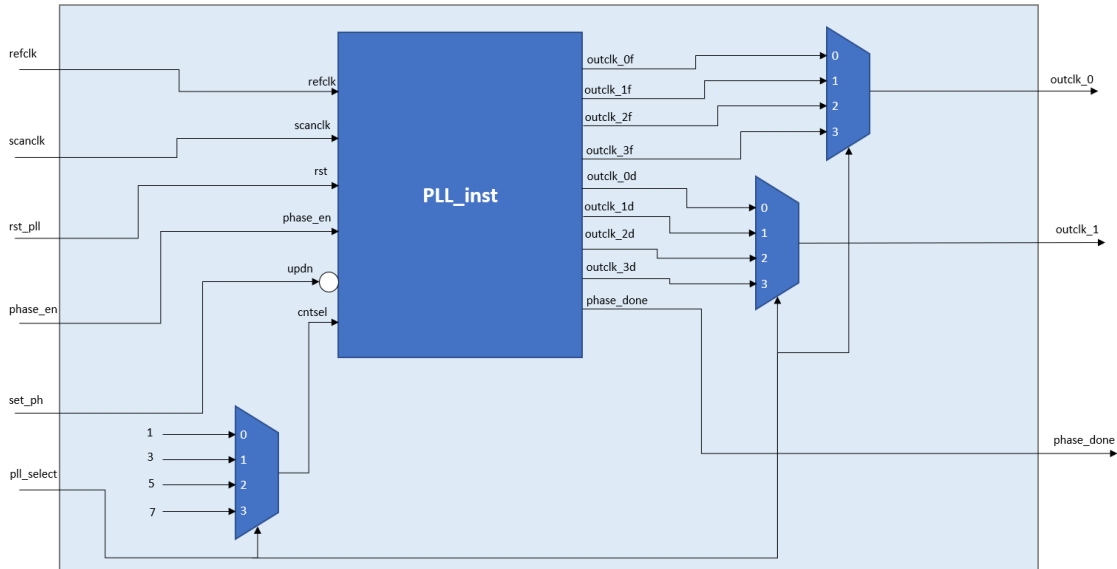 refclk
scanclk
rst_pll
phase_en
set_ph
pll_select
refclk
scanclk
rst
phase_en
updn
cntsel
1
3
5
7
0
1
2
3
PLL_inst
outclk_0f
outclk_1f
outclk_2f
outclk_3f
outclk_0d
outclk_1d
outclk_2d
outclk_3d
phase_done
0
1
2
3
0
1
2
3
outclk_0
outclk_1
phase_done